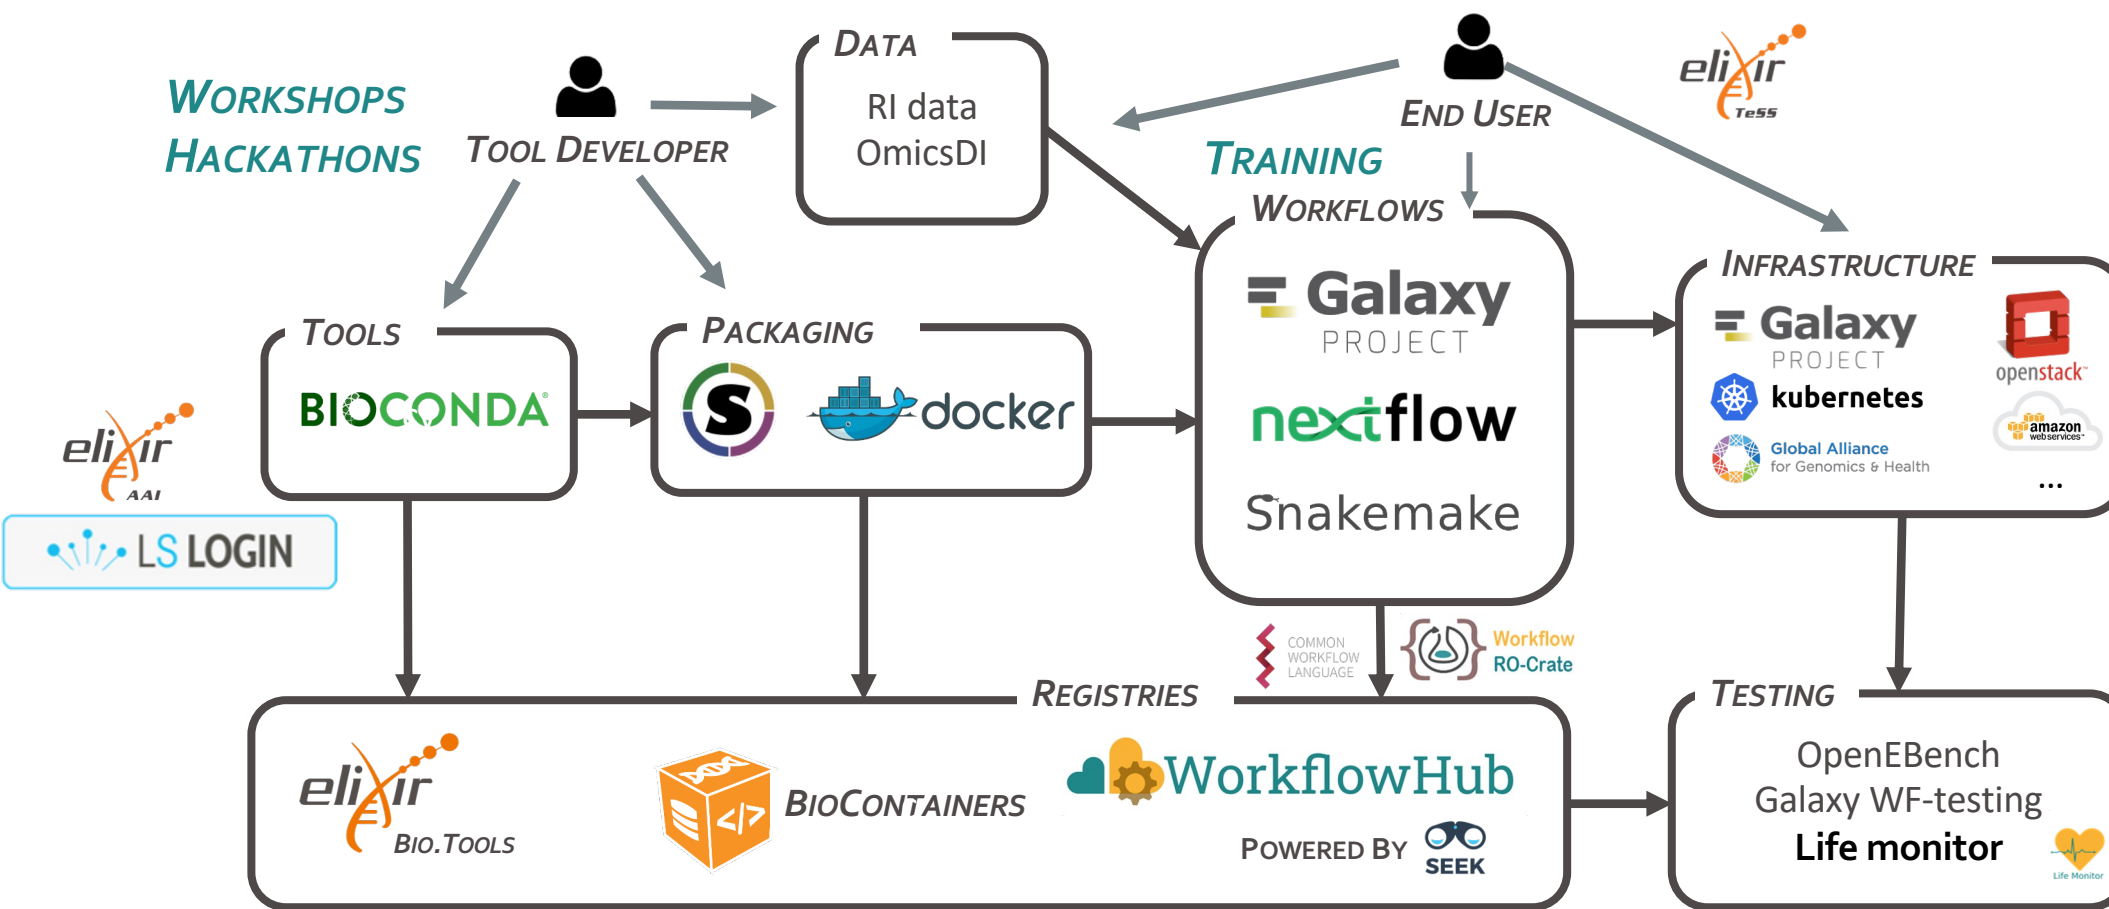 WORKSHOPS
HACKATHONS
TOOL DEVELOPER
DATA
RI data
OmicsDI
END USER
elixir
TeSS
TRAINING
WORKFLOWS
Galaxy
PROJECT
nextflow
Snakemake
INFRASTRUCTURE
Galaxy
PROJECT
openstack™
kubernetes
amazon
web services™
Global Alliance
for Genomics & Health
...
TOOLS
BIOCONDA®
PACKAGING
S
docker
elixir
AAI
LS LOGIN
COMMON
WORKFLOW
LANGUAGE
Workflow
RO-Crate
REGISTRIES
elixir
BIO.TOOLS
</>
BIOCONTAINERS
WorkflowHub
POWERED BY
SEEK
TESTING
OpenEBench
Galaxy WF-testing
Life monitor
Life Monitor